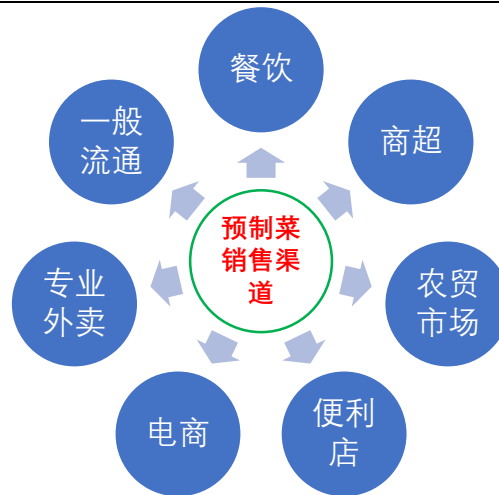 餐饮
一般
流通
商超
预制菜
销售渠
道
专业
外卖
农贸
市场
电商
便利
店